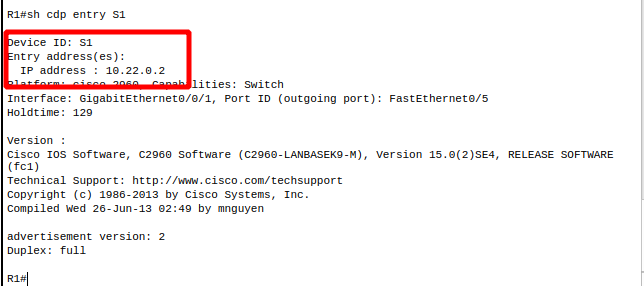 R1#sh cdp entry S1
Device ID: S1
Entry address(es):
IP address : 10.22.0.2
Platform: cisco 2960, Capabilities: Switch
Interface: GigabitEthernet0/0/1, Port ID (outgoing port): FastEthernet0/5
Holdtime: 129
Version :
Cisco IOS Software, C2960 Software (C2960-LANBASEK9-M), Version 15.0(2)SE4, RELEASE SOFTWARE
(fc1)
Technical Support: http://www.cisco.com/techsupport
Copyright (c) 1986-2013 by Cisco Systems, Inc.
Compiled Wed 26-Jun-13 02:49 by mnguyen
advertisement version: 2
Duplex: full
R1#